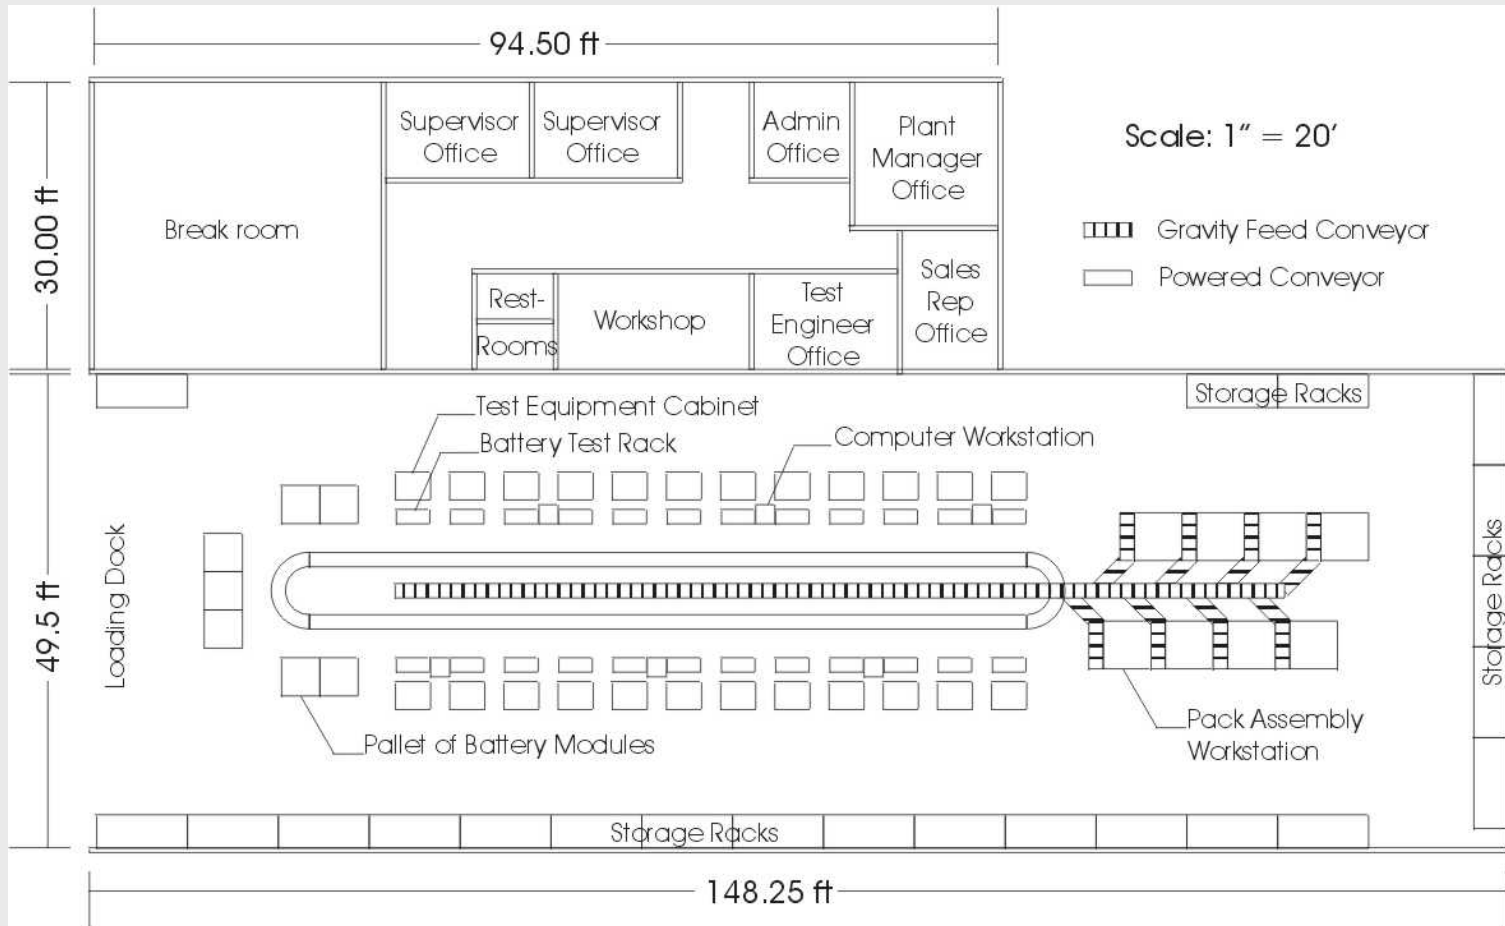 94.50 ft
Supervisor
Office
Supervisor
Office
Admin
Office
Plant
Manager
Office
Scale: 1" = 20'
30.00 ft
Break room
Gravity Feed Conveyor
Powered Conveyor
Rest-
Rooms
Workshop
Test
Engineer
Office
Sales
Rep
Office
Storage Racks
Test Equipment Cabinet
Battery Test Rack
Computer Workstation
49.5 ft
Loading Dock
Storage Racks
Pallet of Battery Modules
Pack Assembly
Workstation
Storage Racks
148.25 ft